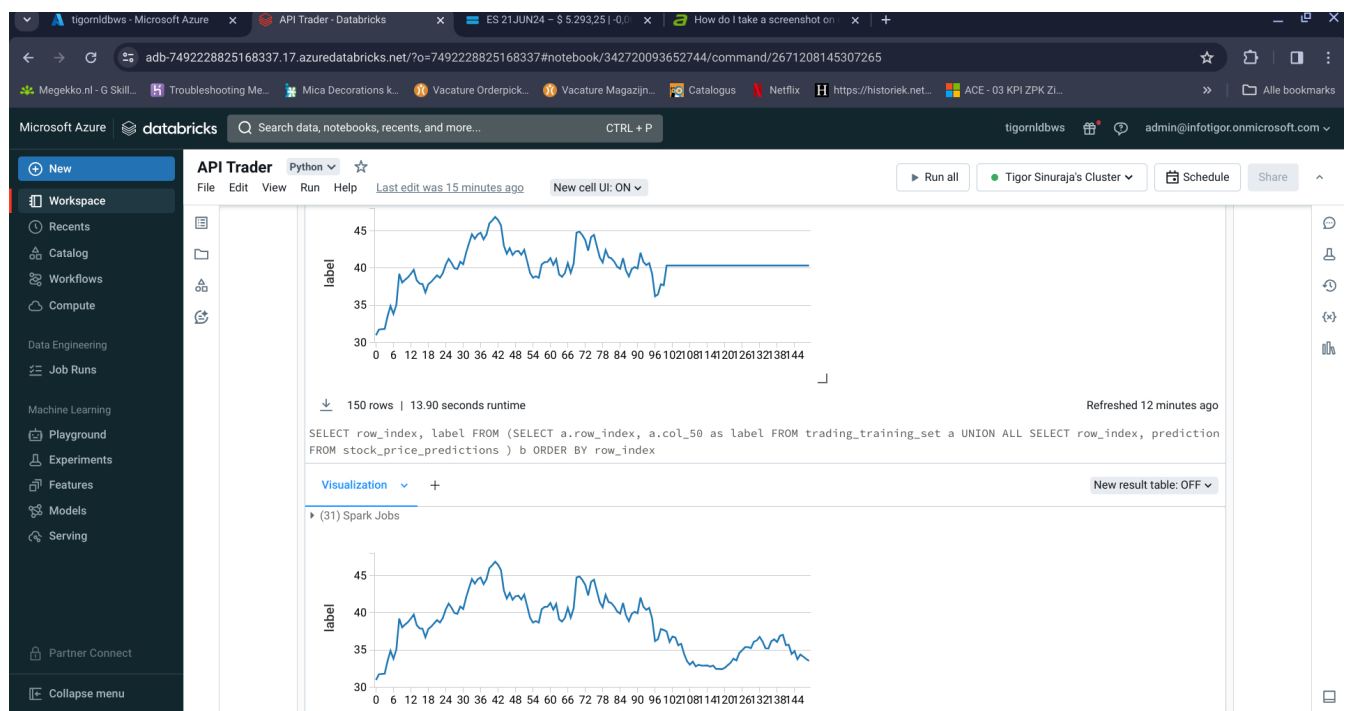 tigornldbws - Microsoft Azure
API Trader - Databricks
ES 21JUN24 – $ 5.293,25 | -0,0
How do I take a screenshot on
adb-7492228825168337.17.azuredatabricks.net/?o=7492228825168337#notebook/342720093652744/command/2671208145307265
Megekko.nl - G Skill...
Troubleshooting Me...
Mica Decorations k...
Vacature Orderpick...
Vacature Magazijn...
Catalogus
Netflix
https://historiek.net...
ACE - 03 KPI ZPK Zi...
Alle bookmarks
Microsoft Azure
databricks
Search data, notebooks, recents, and more...
CTRL + P
tigornldbws
admin@infotigor.onmicrosoft.com
New
Workspace
Recents
Catalog
Workflows
Compute
Data Engineering
Job Runs
Machine Learning
Playground
Experiments
Features
Models
Serving
Partner Connect
Collapse menu
API Trader
Python
File Edit View Run Help
Last edit was 15 minutes ago
New cell UI: ON
Run all
Tigor Sinuraja's Cluster
Schedule
Share
label
45
40
35
30
0 6 12 18 24 30 36 42 48 54 60 66 72 78 84 90 96 102108114120126132138144
150 rows | 13.90 seconds runtime
Refreshed 12 minutes ago
SELECT row_index, label FROM (SELECT a.row_index, a.col_50 as label FROM trading_training_set a UNION ALL SELECT row_index, prediction
FROM stock_price_predictions ) b ORDER BY row_index
Visualization
+
New result table: OFF
(31) Spark Jobs
label
45
40
35
30
0 6 12 18 24 30 36 42 48 54 60 66 72 78 84 90 96 102108114120126132138144